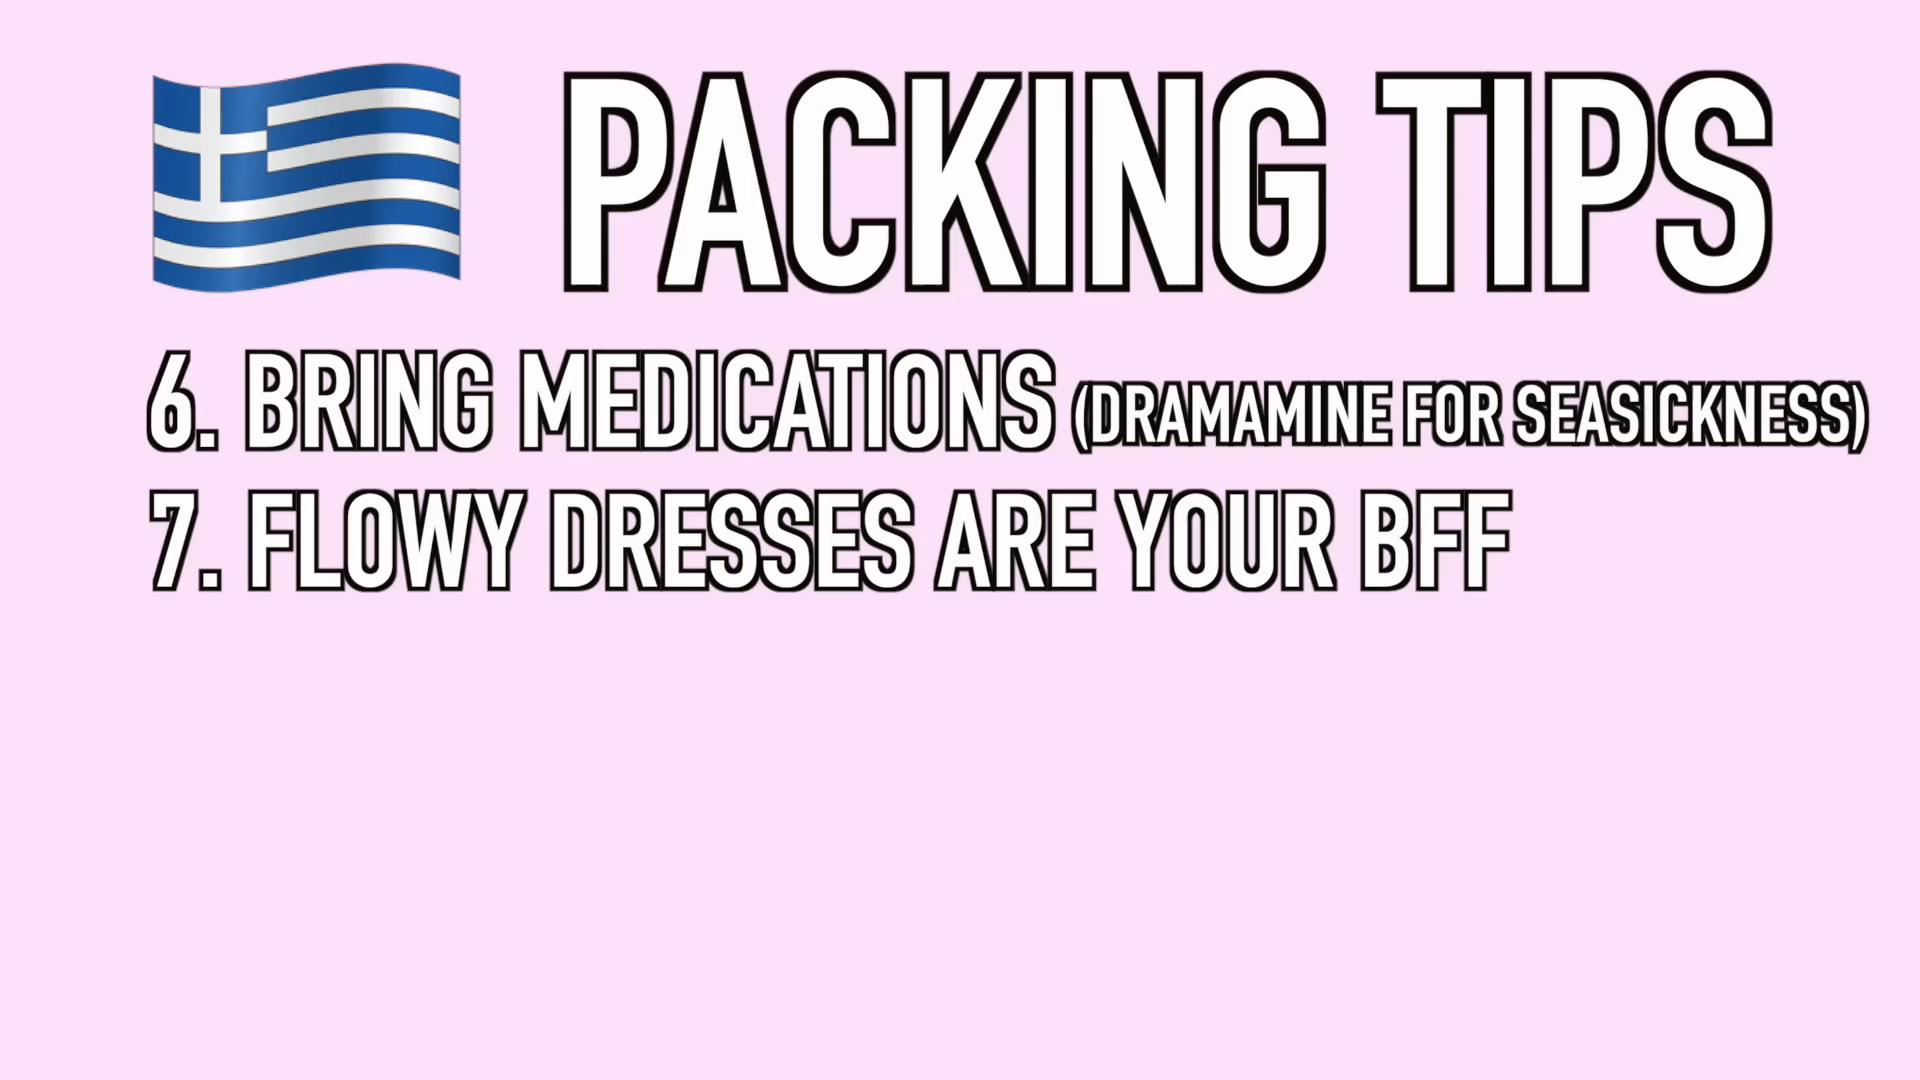 PACKING TIPS
6. BRING MEDICATIONS (DRAMAMINE FOR SEASICKNESS)
7. FLOWY DRESSES ARE YOUR BFF